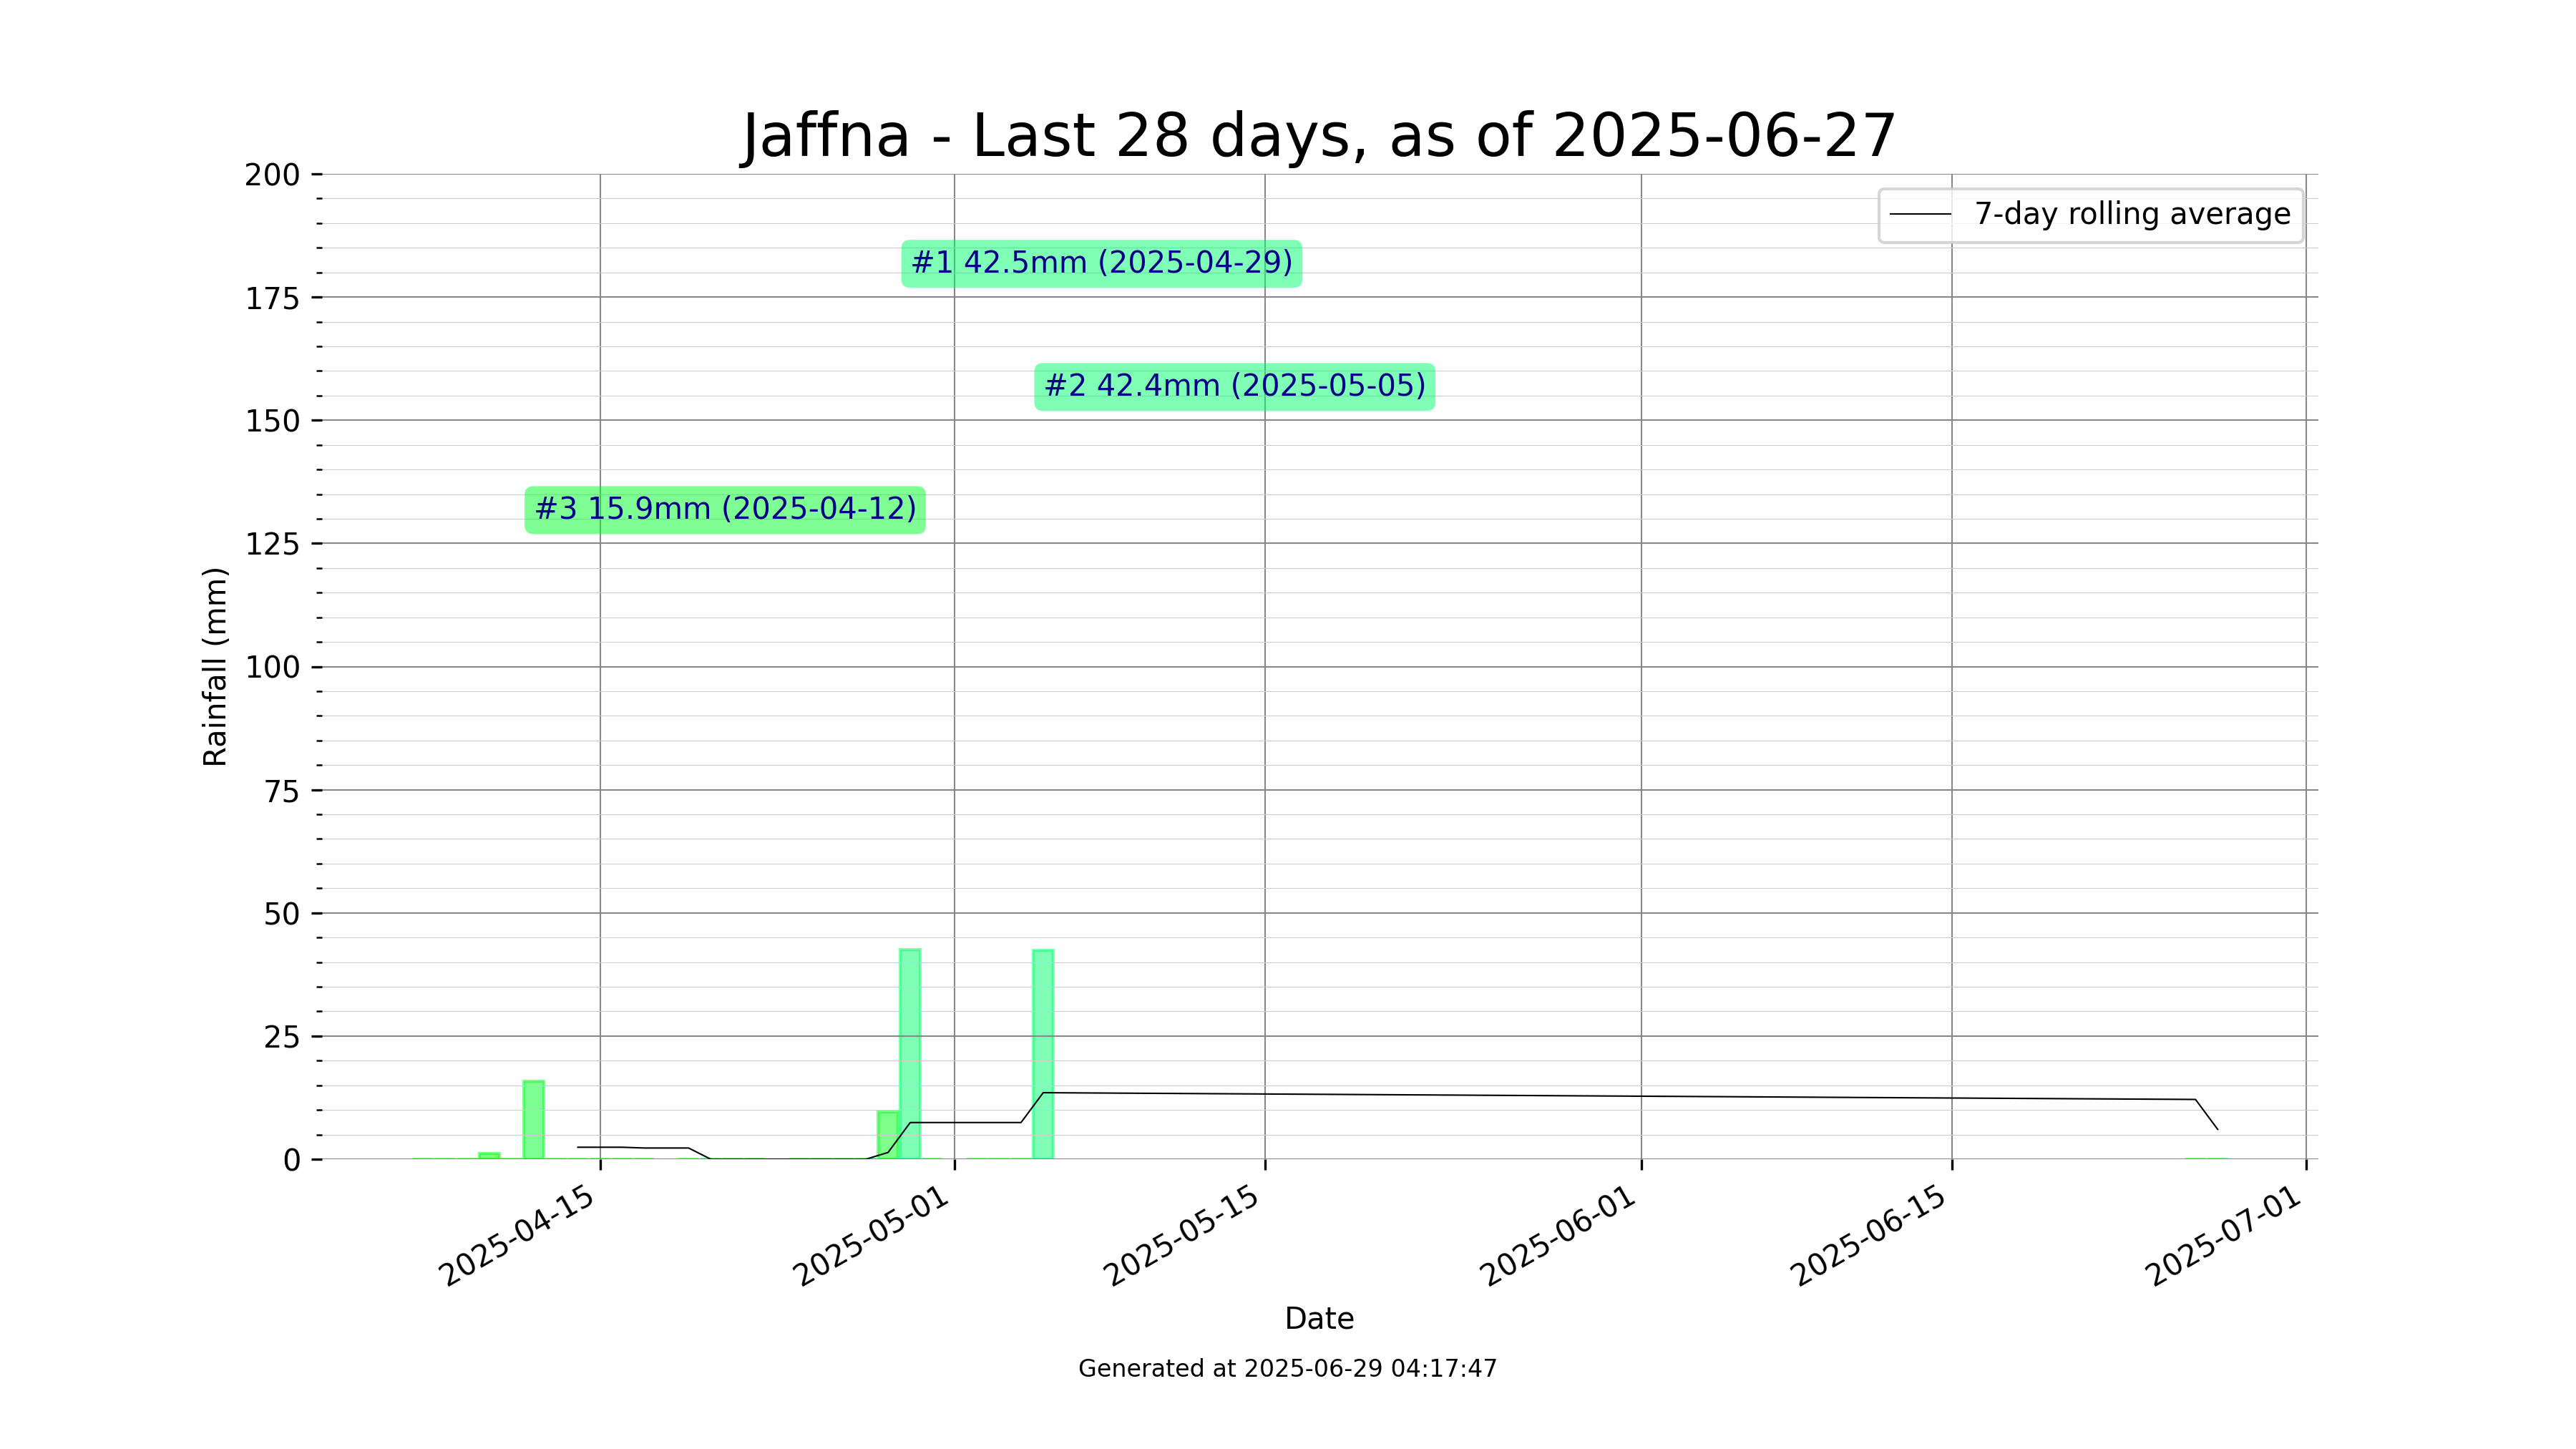 Jaffna - Last 28 days, as of 2025-06-27
7-day rolling average
#1 42.5mm (2025-04-29)
#2 42.4mm (2025-05-05)
#3 15.9mm (2025-04-12)
Rainfall (mm)
200
175
150
125
100
75
50
25
0
2025-04-15
2025-05-01
2025-05-15
2025-06-01
2025-06-15
2025-07-01
Date
Generated at 2025-06-29 04:17:47